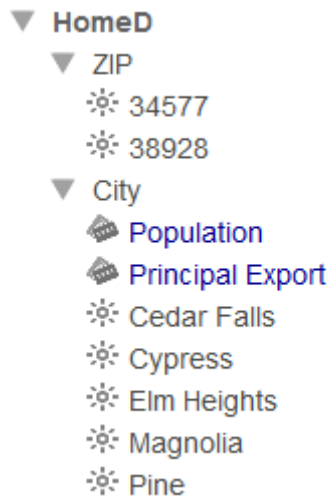 HomeD
ZIP
34577
38928
City
Population
Principal Export
Cedar Falls
Cypress
Elm Heights
Magnolia
Pine